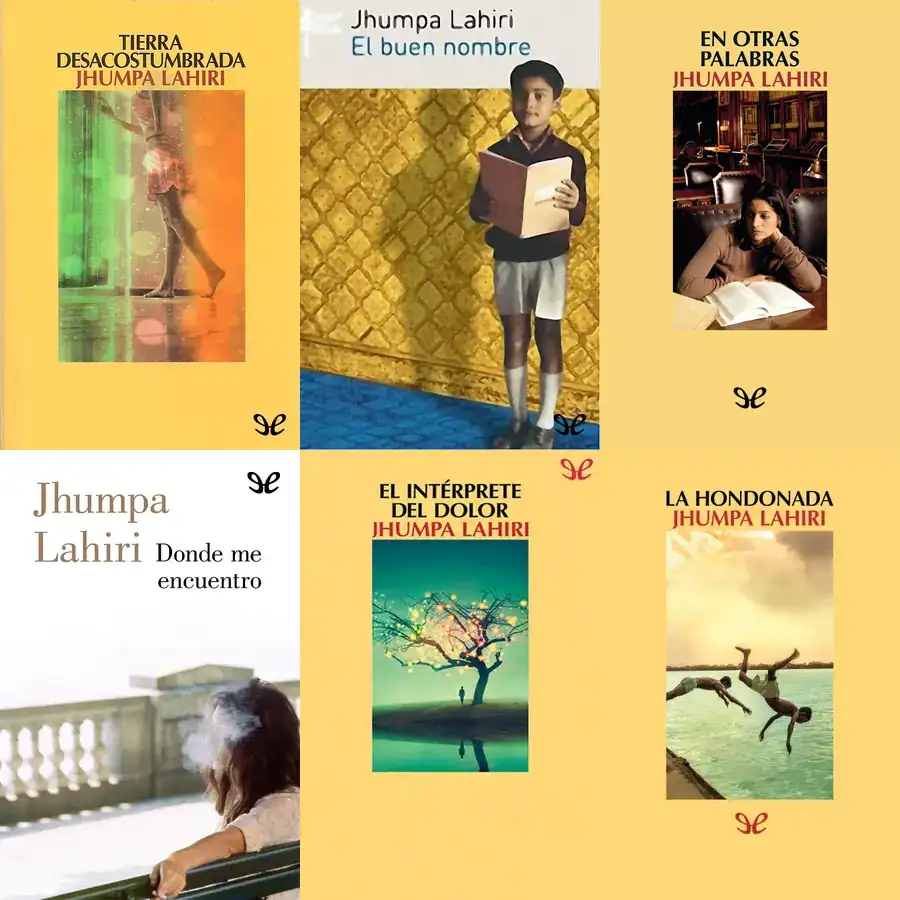 TIERRA
DESACOSTUMBRADA
JHUMPA LAHIRI
Jhumpa Lahiri
El buen nombre
EN OTRAS
PALABRAS
JHUMPA LAHIRI
Jhumpa
Lahiri Donde me
encuentro
EL INTÉRPRETE
DEL DOLOR
JHUMPA LAHIRI
LA HONDONADA
JHUMPA LAHIRI